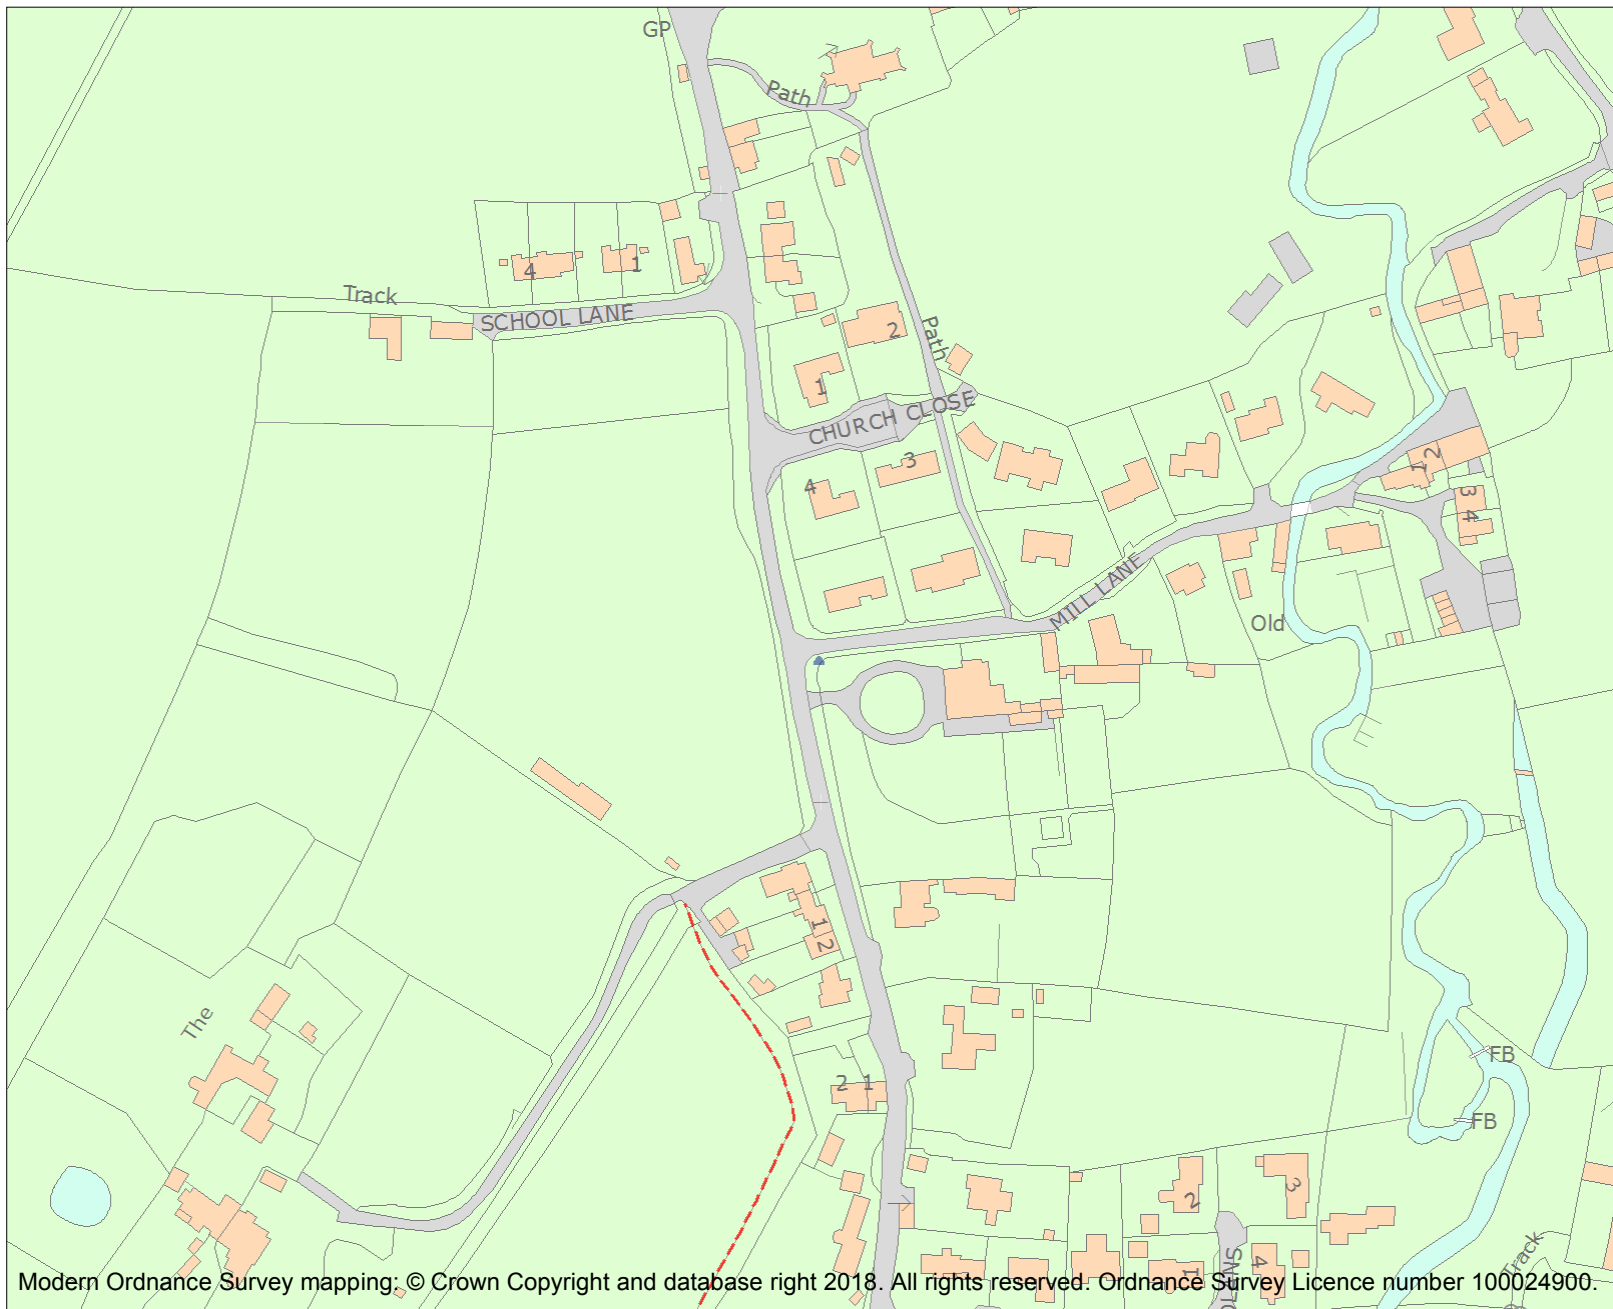 GP
Path
4
1
Track
SCHOOL LANE
2
Path
1
CHURCH CLOSE
3
4
1 2
3 4
MILL LANE
Old
1 2
The
FB
2 1
FB
2
3
4
1
Track
Modern Ordnance Survey mapping: © Crown Copyright and database right 2018. All rights reserved. Ordnance Survey Licence number 100024900.